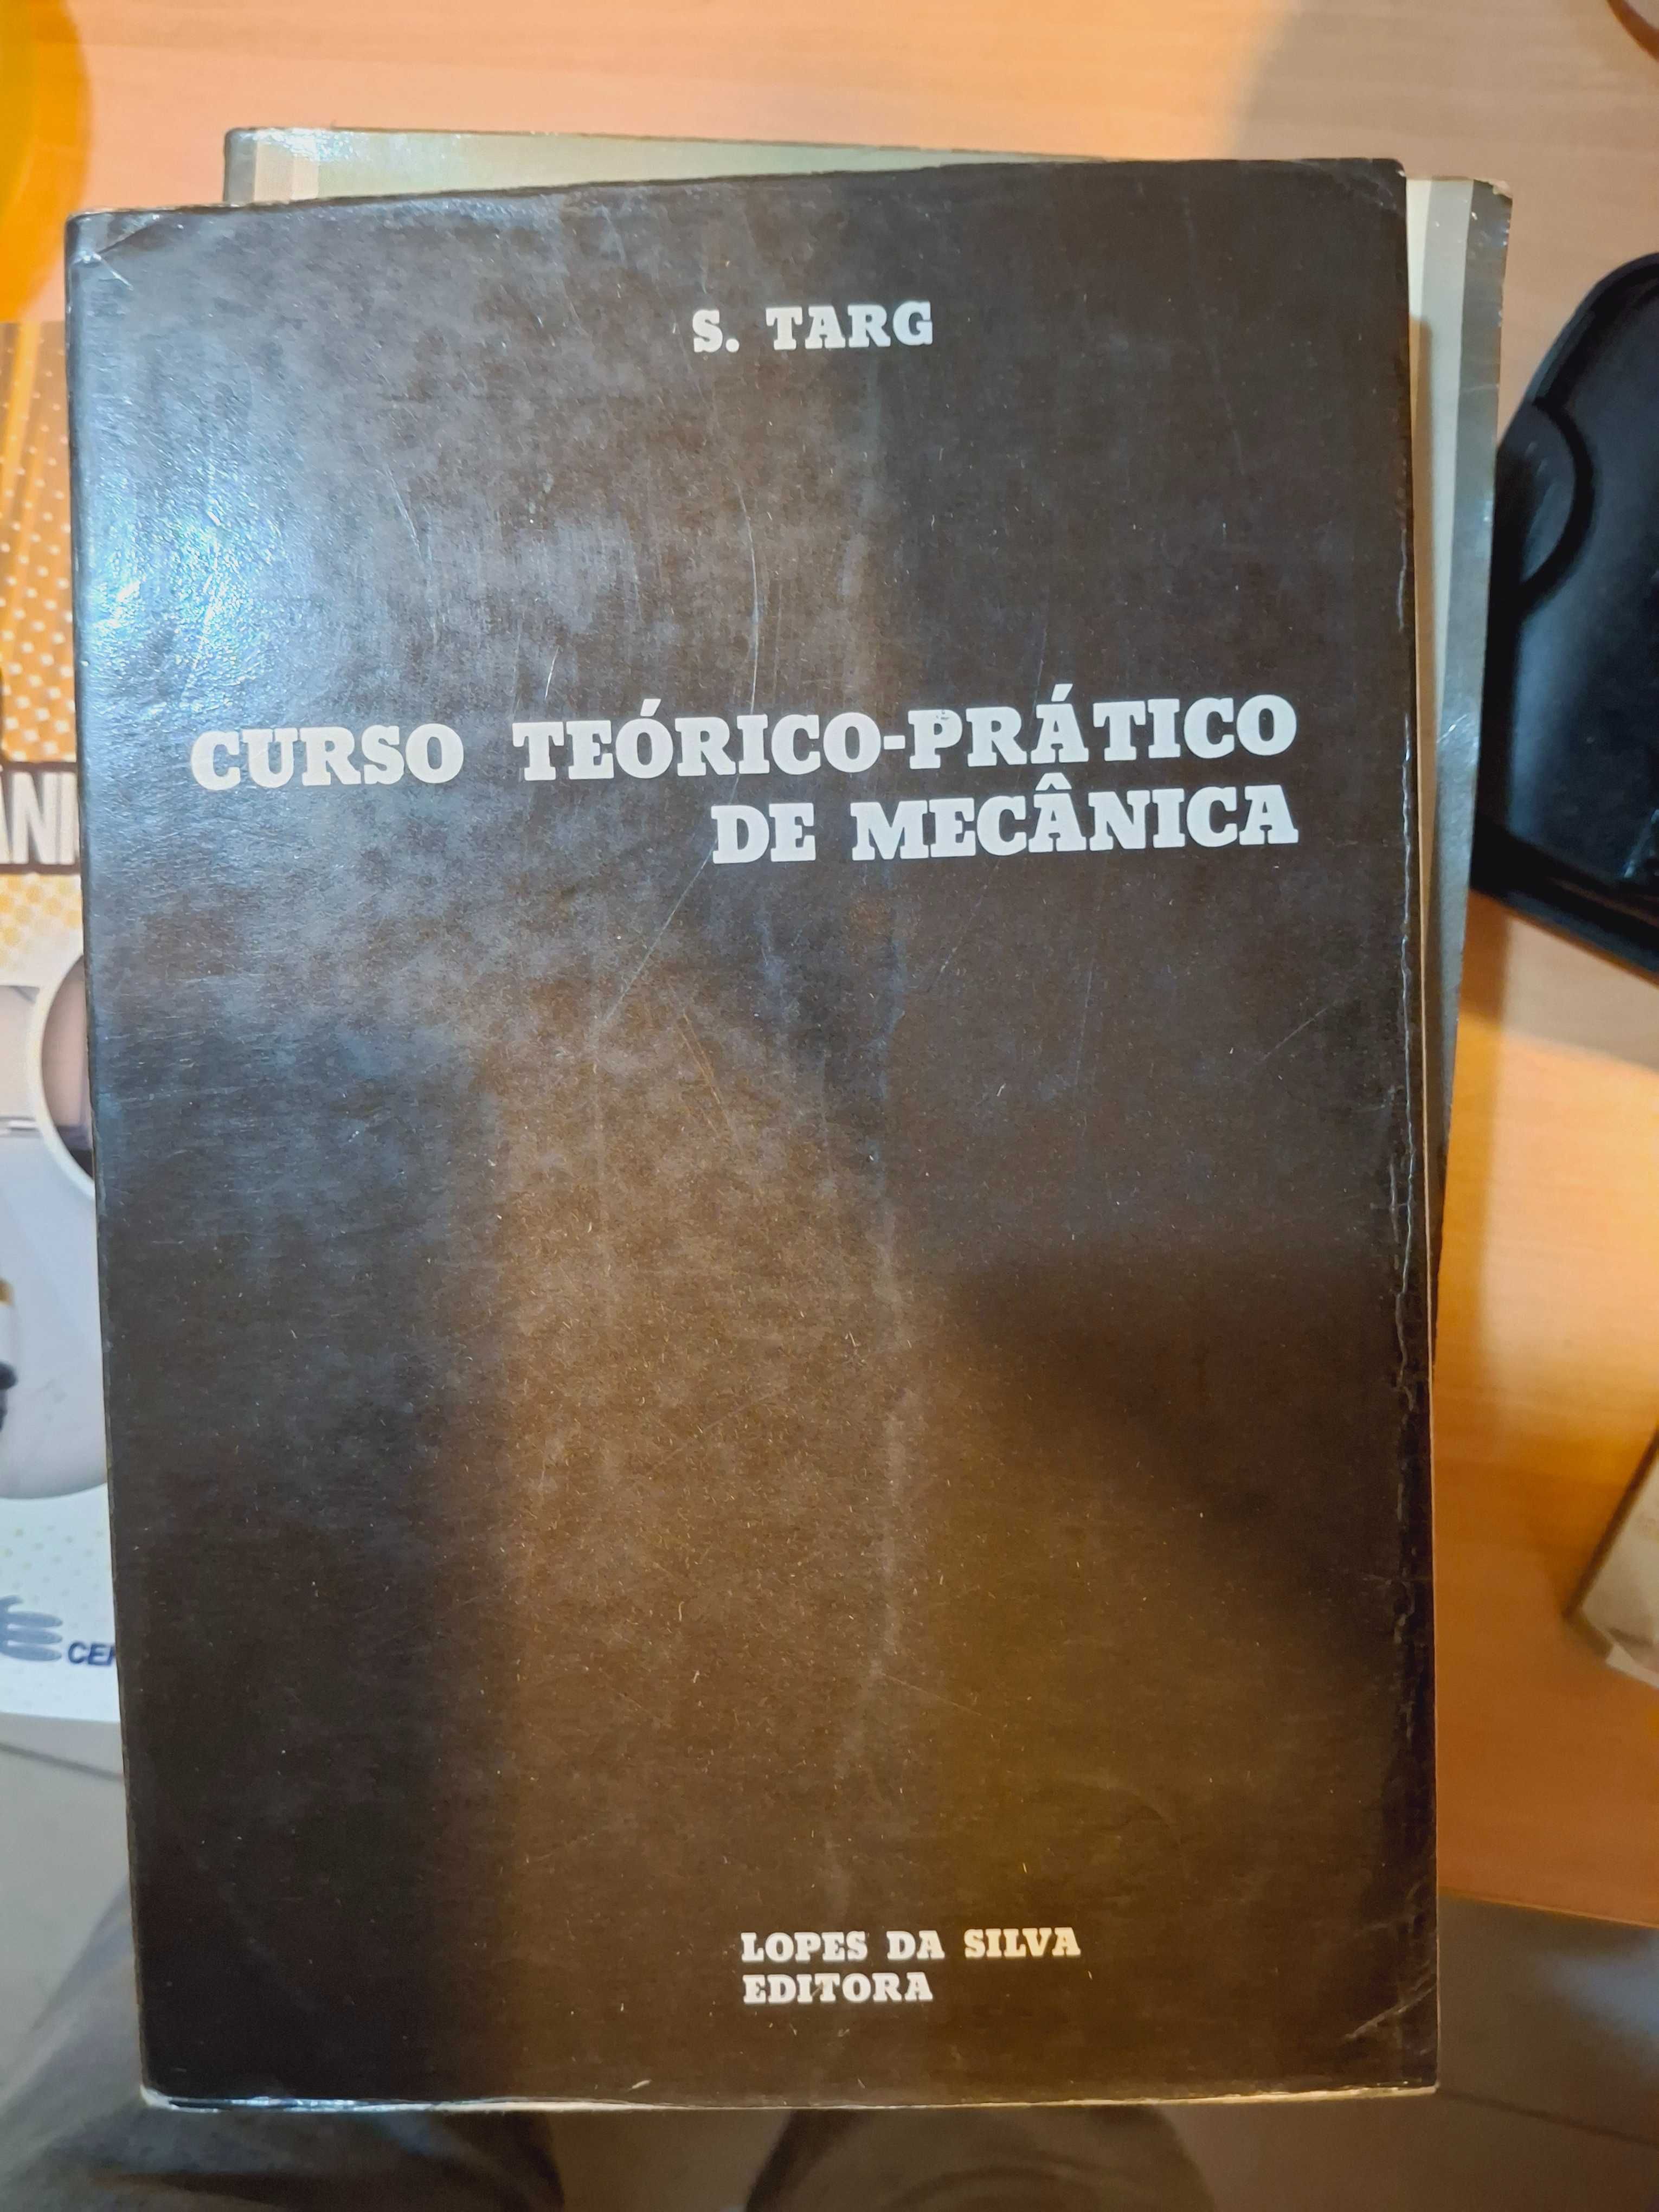 S. TARG
CURSO TEÓRICO-PRÁTICO
DE MECÂNICA
LOPES DA SILVA
EDITORA